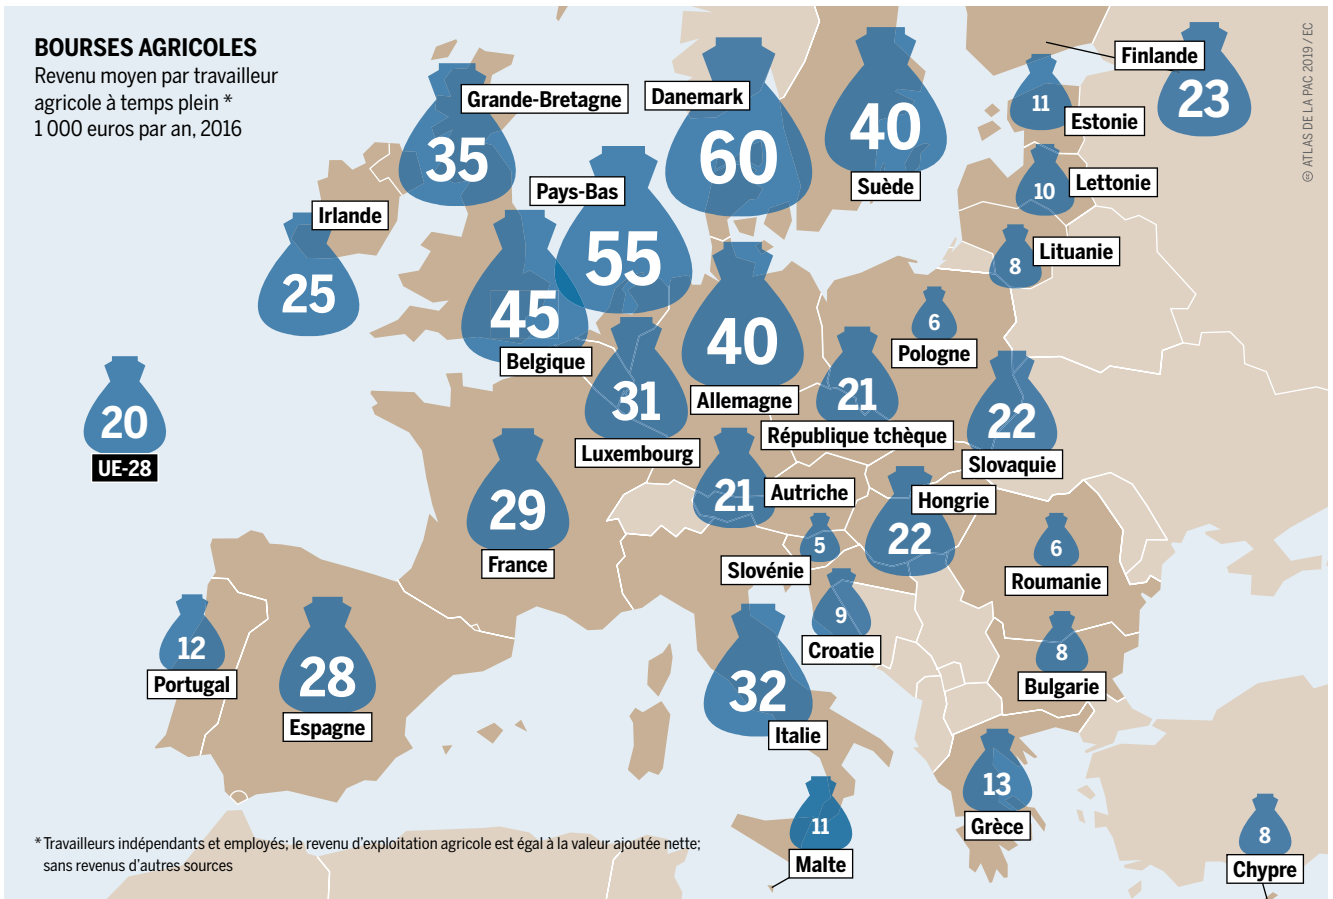 BOURSES AGRICOLES
Revenu moyen par travailleur
agricole à temps plein *
1 000 euros par an, 2016
Grande-Bretagne
35
Danemark
60
40
Suède
Finlande
23
11
Estonie
10
Lettonie
8
Lituanie
Irlande
25
Pays-Bas
55
45
Belgique
40
Allemagne
6
Pologne
31
Luxembourg
21
République tchèque
22
Slovaquie
20
UE-28
29
France
21
Autriche
Hongrie
22
5
Slovénie
6
Roumanie
9
Croatie
8
Bulgarie
12
Portugal
28
Espagne
32
Italie
13
Grèce
11
Malte
8
Chypre
* Travailleurs indépendants et employés; le revenu d'exploitation agricole est égal à la valeur ajoutée nette;
sans revenus d'autres sources
cc ATLAS DE LA PAC 2019 / EC